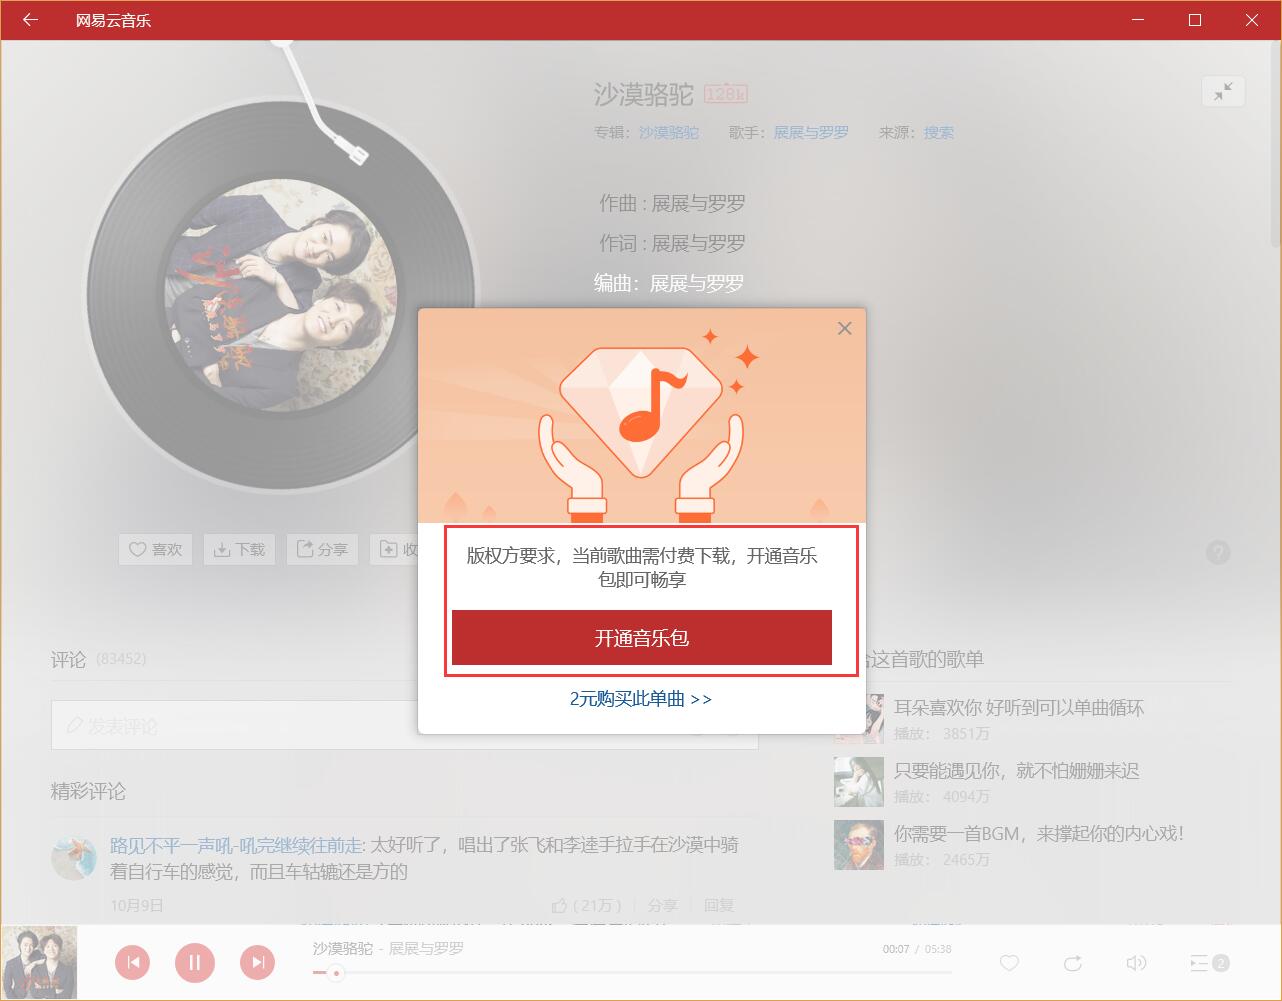 网易云音乐
沙漠骆驼 128k
专辑：沙漠骆驼 歌手：展展与罗罗 来源：搜索
作曲 : 展展与罗罗
作词 : 展展与罗罗
编曲：展展与罗罗
版权方要求，当前歌曲需付费下载，开通音乐
包即可畅享
开通音乐包
2元购买此单曲 >>
喜欢 下载 分享 收
评论 (83452)
发表评论
精彩评论
路见不平一声吼-吼完继续往前走: 太好听了，唱出了张飞和李逵手拉手在沙漠中骑
着自行车的感觉，而且车轱辘还是方的
10月9日 ( 21万 ) 分享 回复
这首歌的歌单
耳朵喜欢你 好听到可以单曲循环
播放： 3851万
只要能遇见你，就不怕姗姗来迟
播放： 4094万
你需要一首BGM，来撑起你的内心戏！
播放： 2465万
沙漠骆驼 - 展展与罗罗
00:07 / 05:38
2